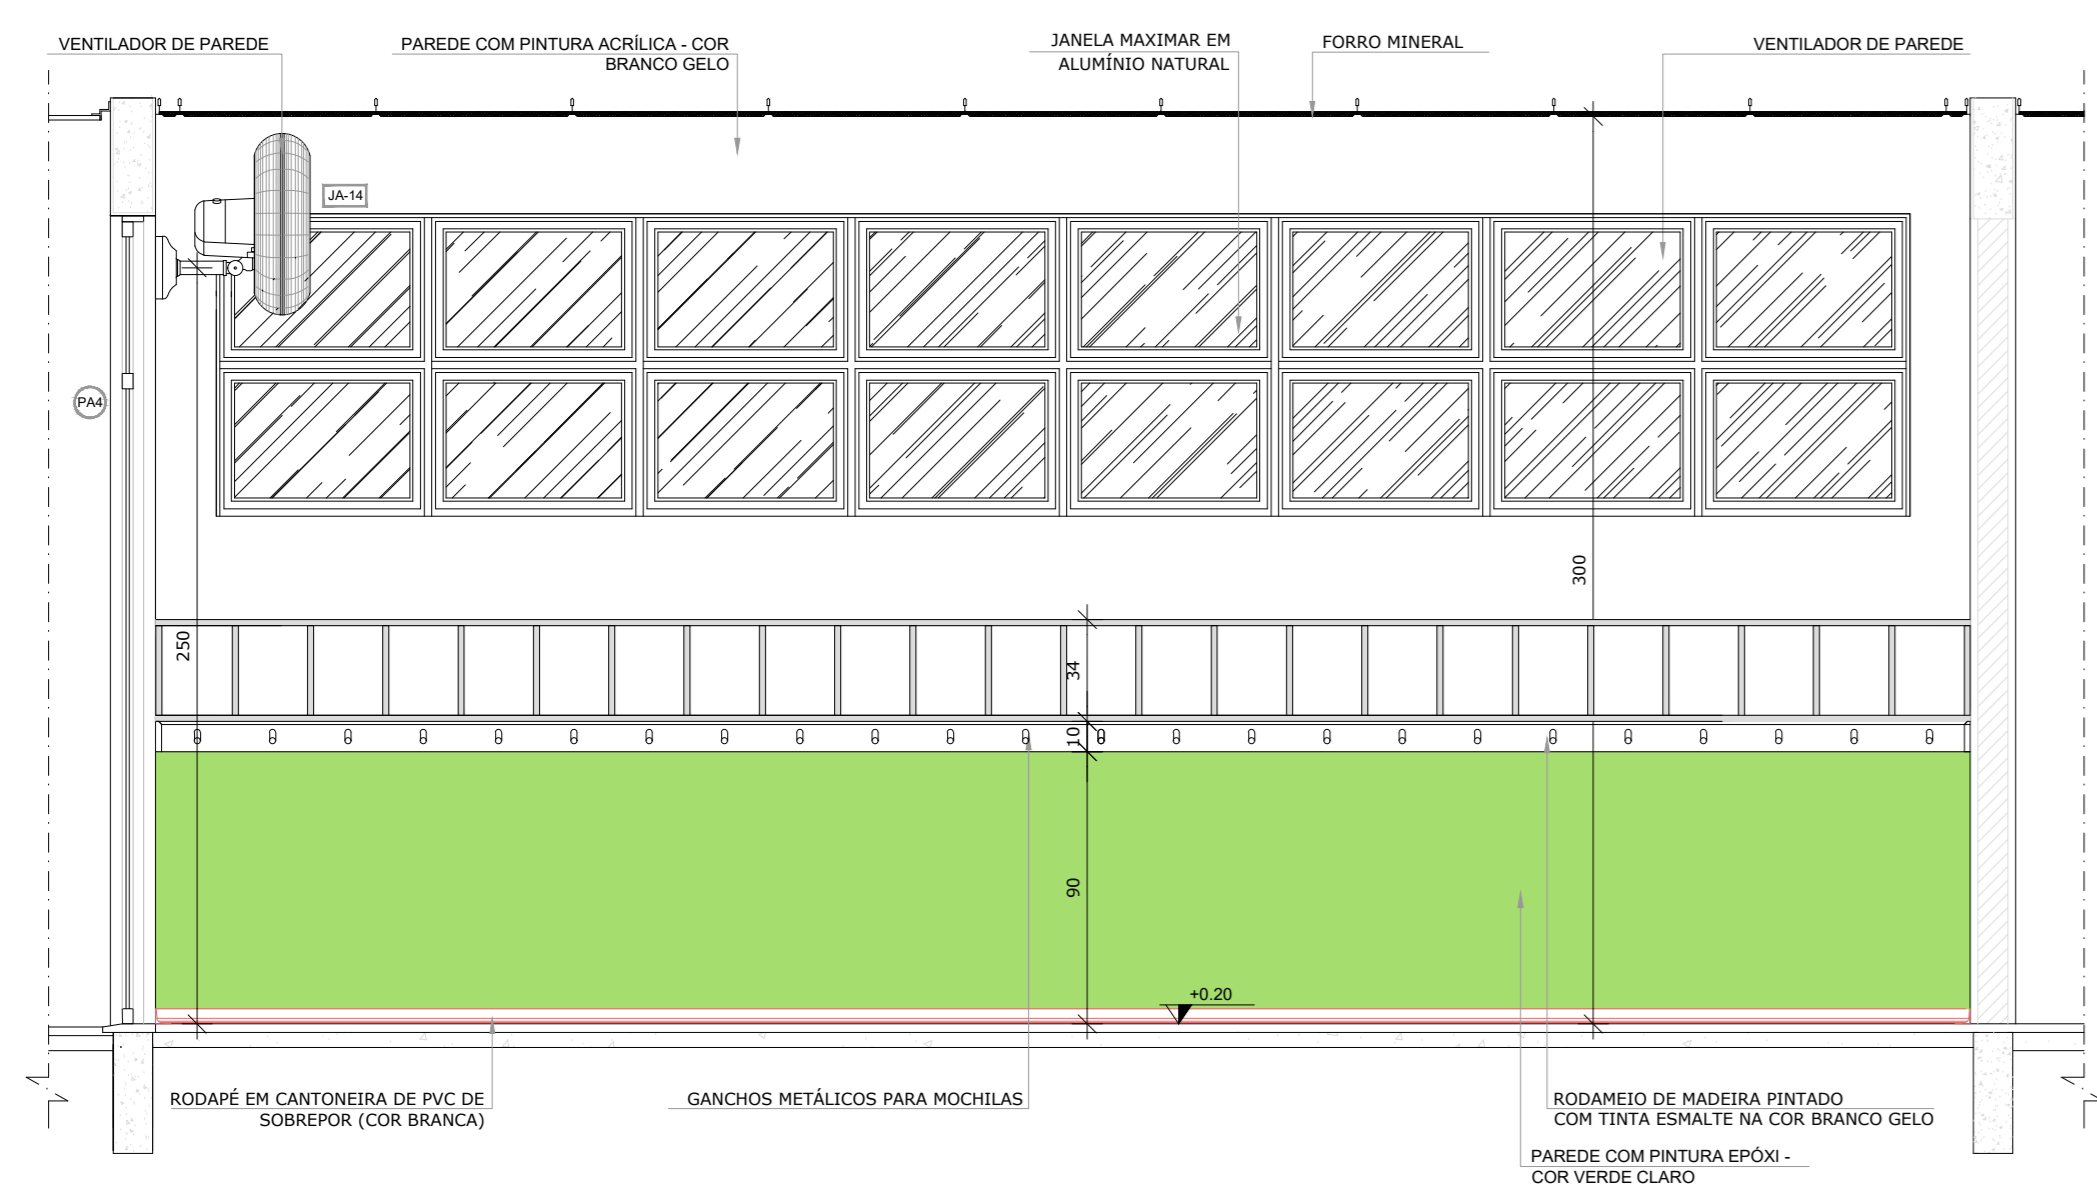 VENTILADOR DE PAREDE
PAREDE COM PINTURA ACRÍLICA - COR
BRANCO GELO
JANELA MAXIMAR EM
ALUMÍNIO NATURAL
FORRO MINERAL
VENTILADOR DE PAREDE
JA-14
PA4
300
250
34
10
90
+0.20
RODAPÉ EM CANTONEIRA DE PVC DE
SOBREPOR (COR BRANCA)
GANCHOS METÁLICOS PARA MOCHILAS
RODAMEIO DE MADEIRA PINTADO
COM TINTA ESMALTE NA COR BRANCO GELO
PAREDE COM PINTURA EPÓXI -
COR VERDE CLARO